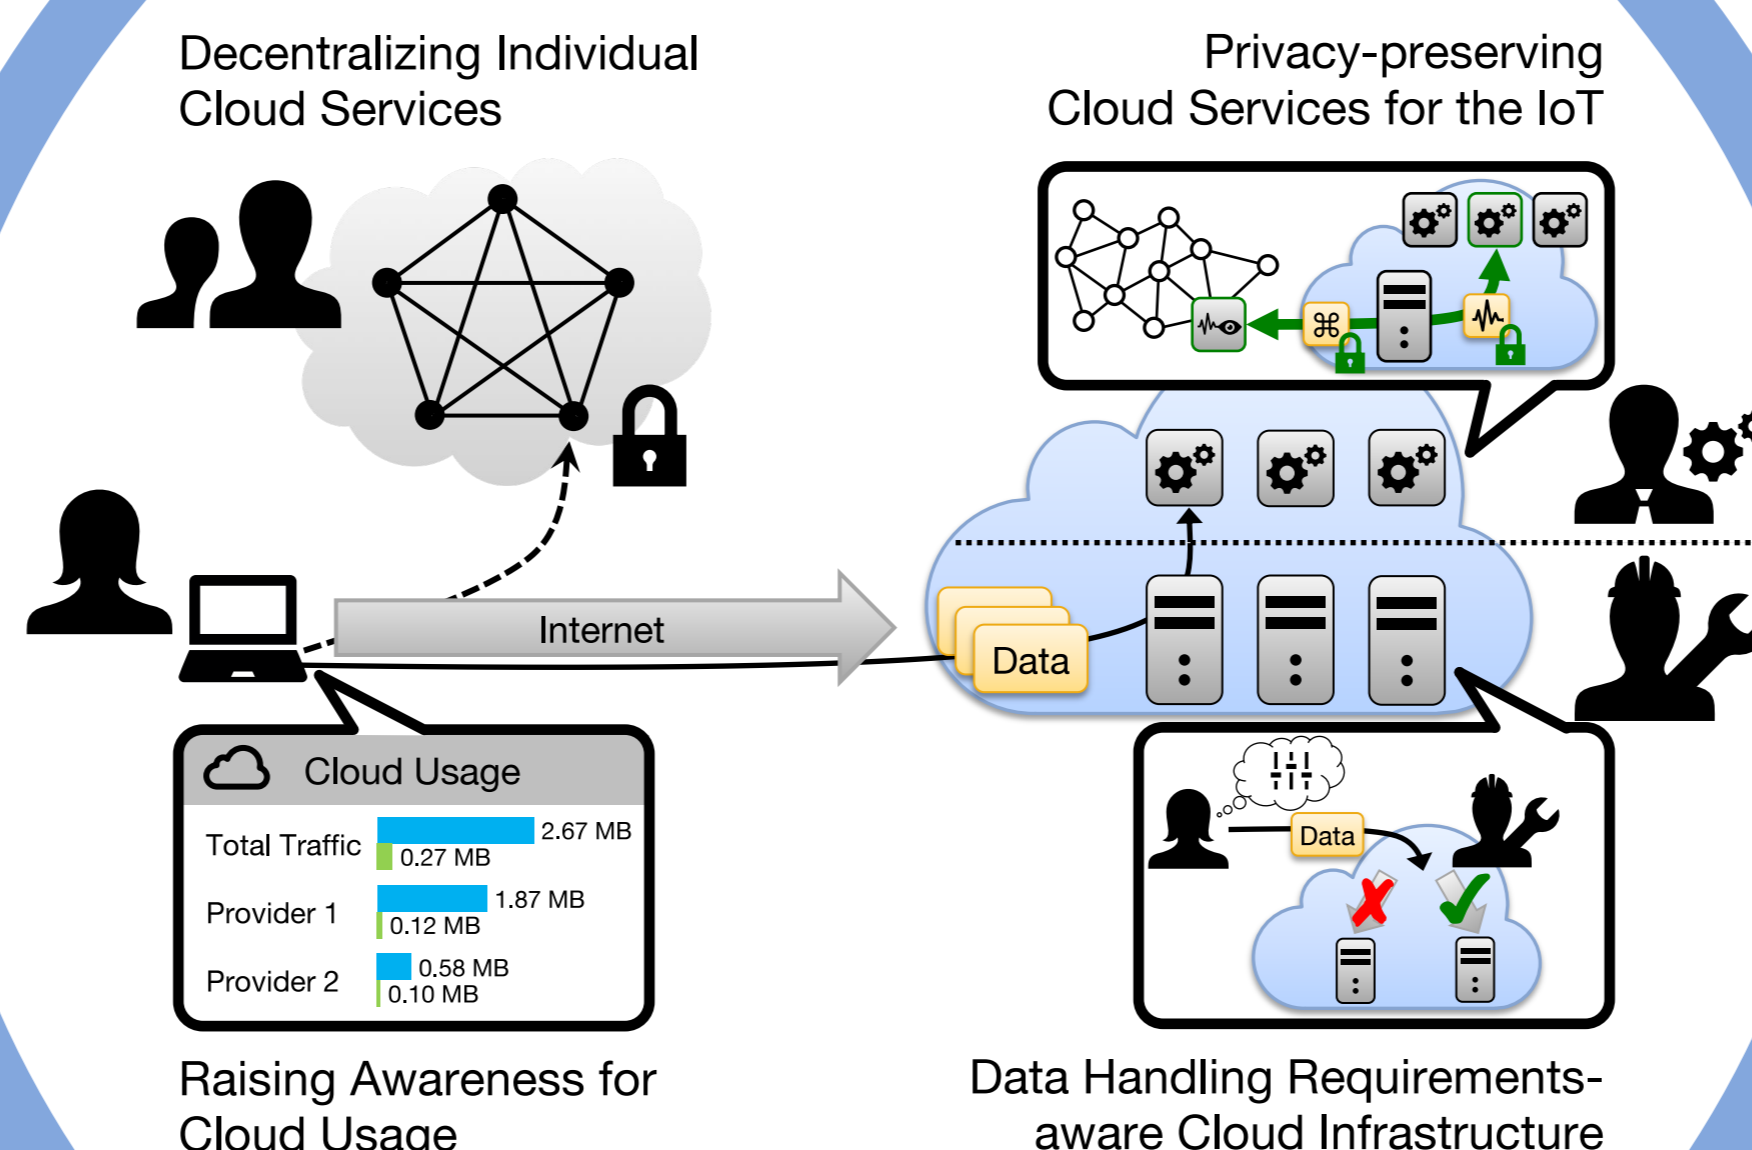 Decentralizing Individual
Cloud Services
Privacy-preserving
Cloud Services for the IoT
Internet
Data
Cloud Usage
Total Traffic
2.67 MB
0.27 MB
Provider 1
1.87 MB
0.12 MB
Provider 2
0.58 MB
0.10 MB
Data
Raising Awareness for
Cloud Usage
Data Handling Requirements-
aware Cloud Infrastructure